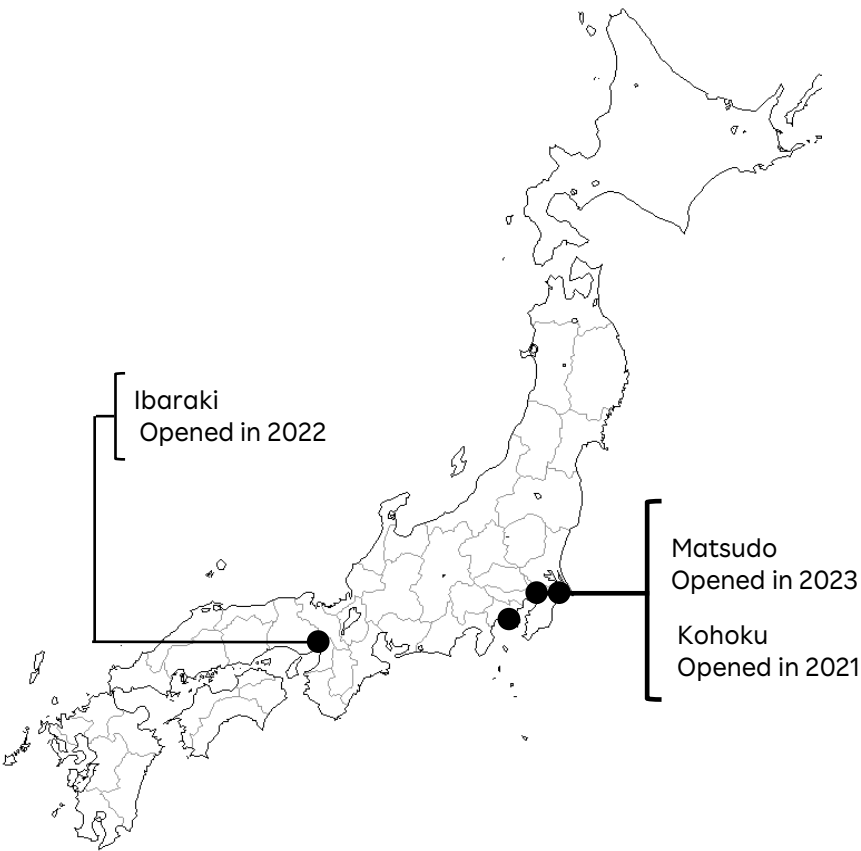 Ibaraki
Opened in 2022
Matsudo
Opened in 2023
Kohoku
Opened in 2021